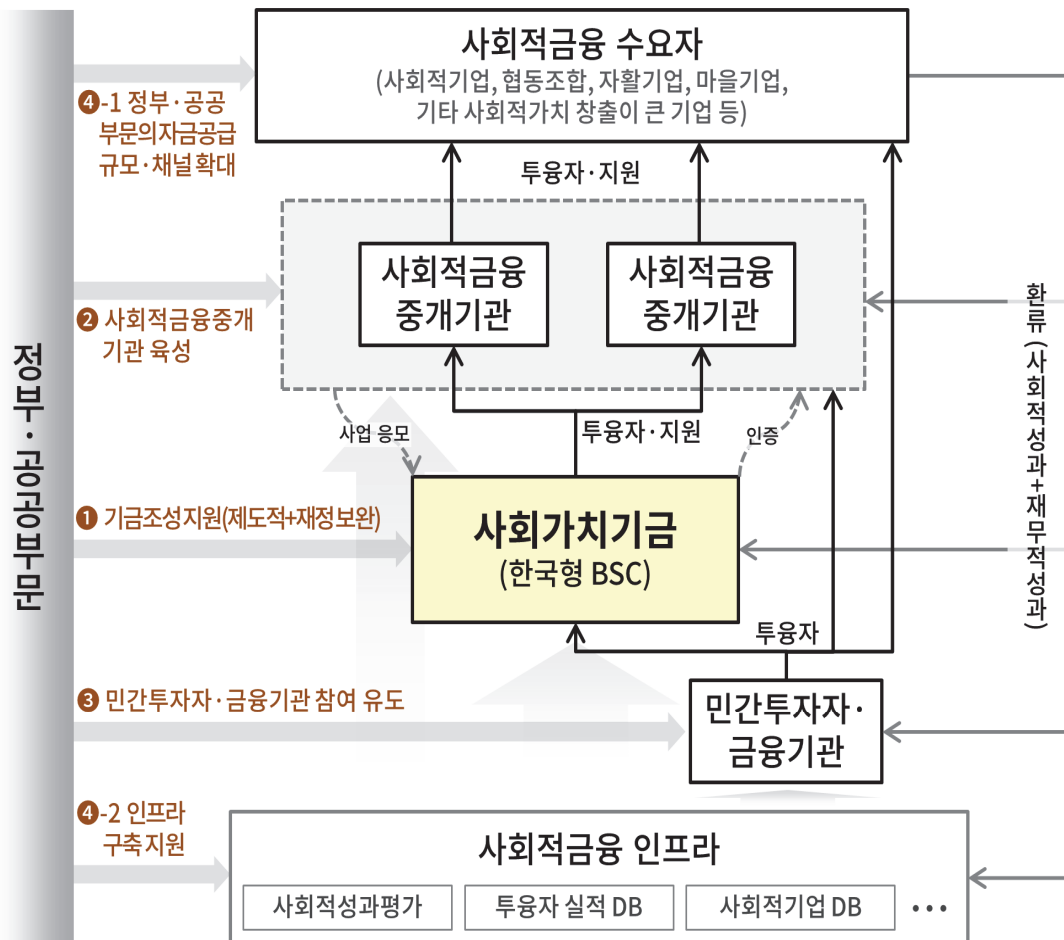 정부·공공부문
사회적금융 수요자
(사회적기업, 협동조합, 자활기업, 마을기업,
기타 사회적가치 창출이 큰 기업 등)
❹-1 정부·공공
부문의자금공급
규모·채널 확대
투융자·지원
사회적금융
중개기관
사회적금융
중개기관
❷ 사회적금융중개
기관 육성
환류 (사회적성과+재무적성과)
사업 응모
투융자·지원
인증
❶ 기금조성지원(제도적+재정보완)
사회가치기금
(한국형 BSC)
투융자
❸ 민간투자자·금융기관 참여 유도
민간투자자·
금융기관
❹-2 인프라
구축 지원
사회적금융 인프라
사회적성과평가
투융자 실적 DB
사회적기업 DB
···